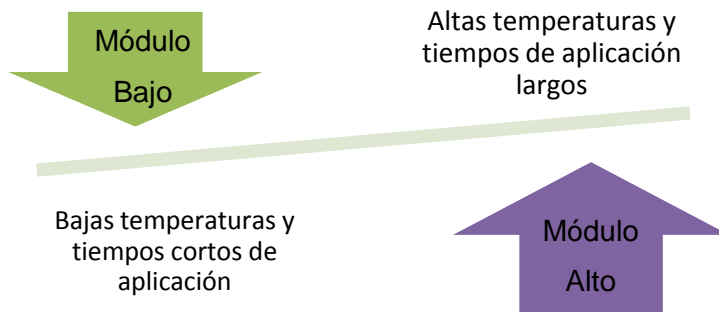 Módulo
Bajo
Altas temperaturas y
tiempos de aplicación
largos
Bajas temperaturas y
tiempos cortos de
aplicación
Módulo
Alto